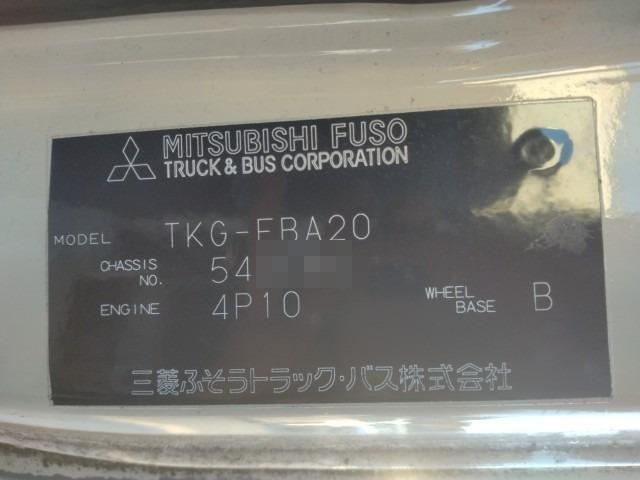 MITSUBISHI FUSO
TRUCK & BUS CORPORATION
MODEL TKG-FBA20
CHASSIS NO. 54
ENGINE 4P10 WHEEL BASE B
三菱ふそうトラック・バス株式会社